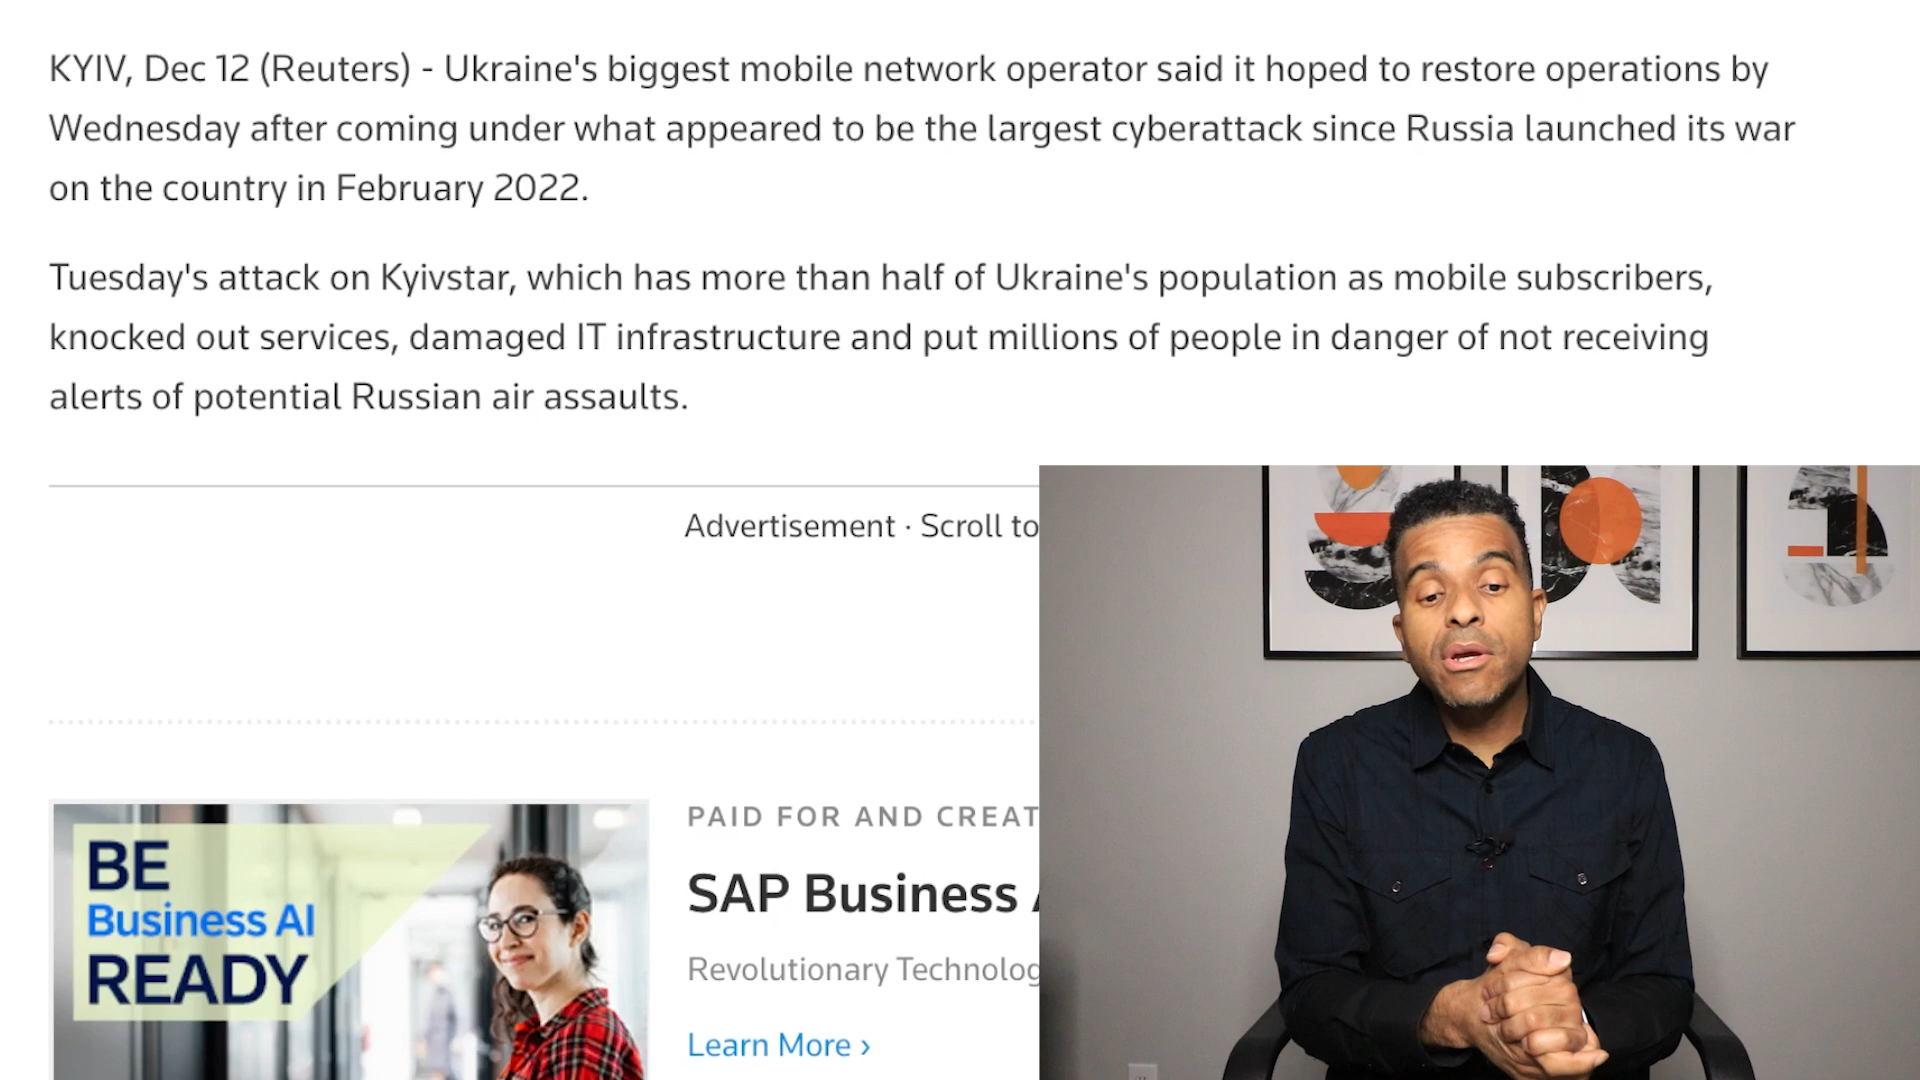 KYIV, Dec 12 (Reuters) - Ukraine's biggest mobile network operator said it hoped to restore operations by
Wednesday after coming under what appeared to be the largest cyberattack since Russia launched its war
on the country in February 2022.
Tuesday's attack on Kyivstar, which has more than half of Ukraine's population as mobile subscribers,
knocked out services, damaged IT infrastructure and put millions of people in danger of not receiving
alerts of potential Russian air assaults.
Advertisement · Scroll to
BE
Business AI
READY
PAID FOR AND CREAT
SAP Business
Revolutionary Technolog
Learn More ›